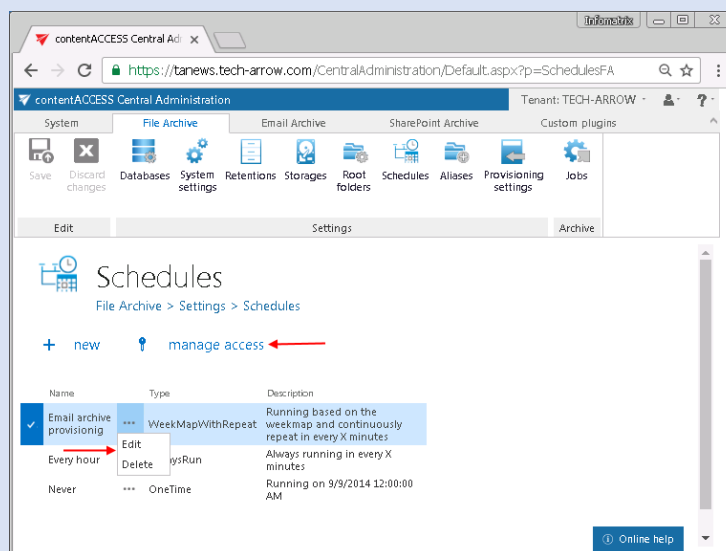 Infomatrix
contentACCESS Central Ad
https://tanews.tech-arrow.com/CentralAdministration/Default.aspx?p=SchedulesFA
contentACCESS Central Administration
Tenant: TECH-ARROW
?
System File Archive Email Archive SharePoint Archive Custom plugins
Save Discard changes Databases System settings Retentions Storages Root folders Schedules Aliases Provisioning settings Jobs
Edit Settings Archive
Schedules
File Archive > Settings > Schedules
+ new manage access
Name Type Description
Email archive provisionig ... WeekMapWithRepeat Running based on the weekmap and continuously repeat in every X minutes
Edit
Delete
Every hour ysRun Always running in every X minutes
Never ... OneTime Running on 9/9/2014 12:00:00 AM
Online help